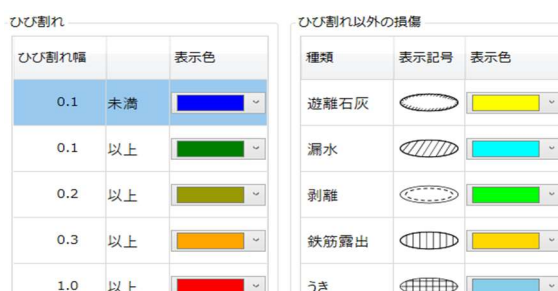 ひび割れ
ひび割れ幅 表示色
0.1 未満
0.1 以上
0.2 以上
0.3 以上
1.0 以上
ひび割れ以外の損傷
種類 表示記号 表示色
遊離石灰
漏水
剥離
鉄筋露出
うき